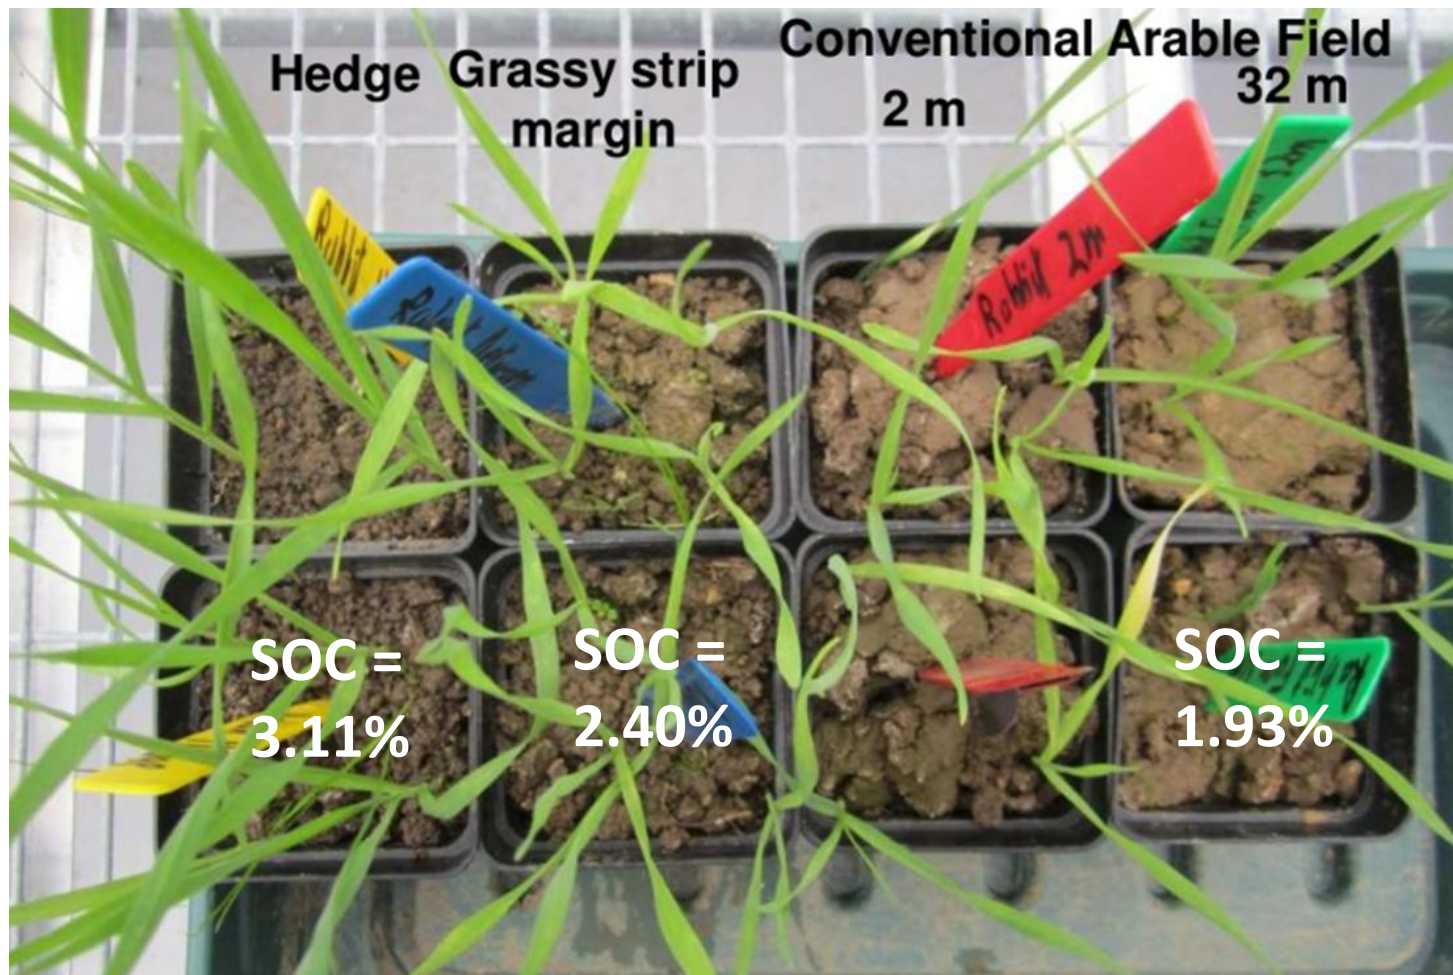 Conventional Arable Field
Hedge
Grassy strip
margin
2 m
32 m
Rabbit 2m
SOC =
3.11%
SOC =
2.40%
SOC =
1.93%